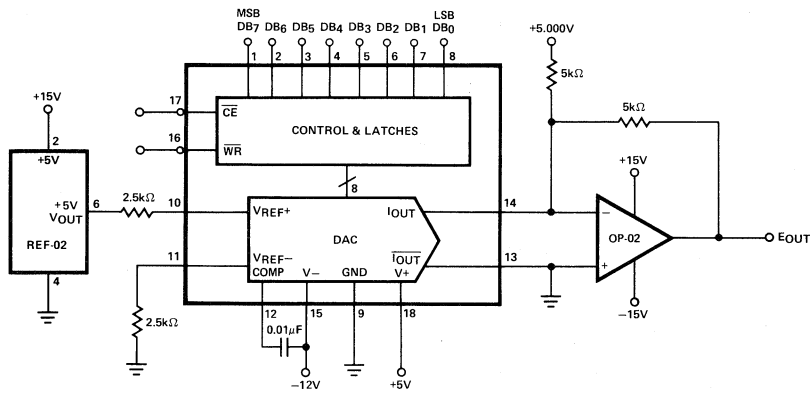 MSB LSB
DB7 DB6 DB5 DB4 DB3 DB2 DB1 DB0
+5.000V
1 2 3 4 5 6 7 8
5kΩ
5kΩ
+15V
17
CE
CONTROL & LATCHES
16
WR
2
+5V
8
+15V
+5V
VOUT
6
2.5kΩ
10
VREF+
IOUT
14
−
DAC
OP-02
EOUT
REF-02
11
VREF−
IOUT
13
+
COMP V− GND V+
4
−15V
2.5kΩ
12 15 9 18
0.01μF
−12V
+5V